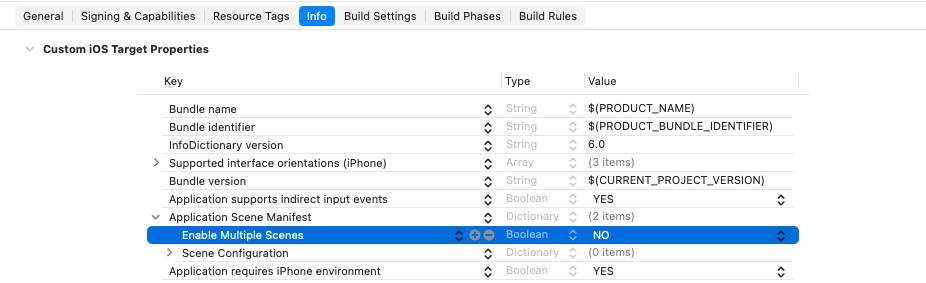 General Signing & Capabilities Resource Tags Info Build Settings Build Phases Build Rules
Custom iOS Target Properties
Key Type Value
Bundle name String $(PRODUCT_NAME)
Bundle identifier String $(PRODUCT_BUNDLE_IDENTIFIER)
InfoDictionary version String 6.0
Supported interface orientations (iPhone) Array (3 items)
Bundle version String $(CURRENT_PROJECT_VERSION)
Application supports indirect input events Boolean YES
Application Scene Manifest Dictionary (2 items)
Enable Multiple Scenes Boolean NO
Scene Configuration Dictionary (0 items)
Application requires iPhone environment Boolean YES